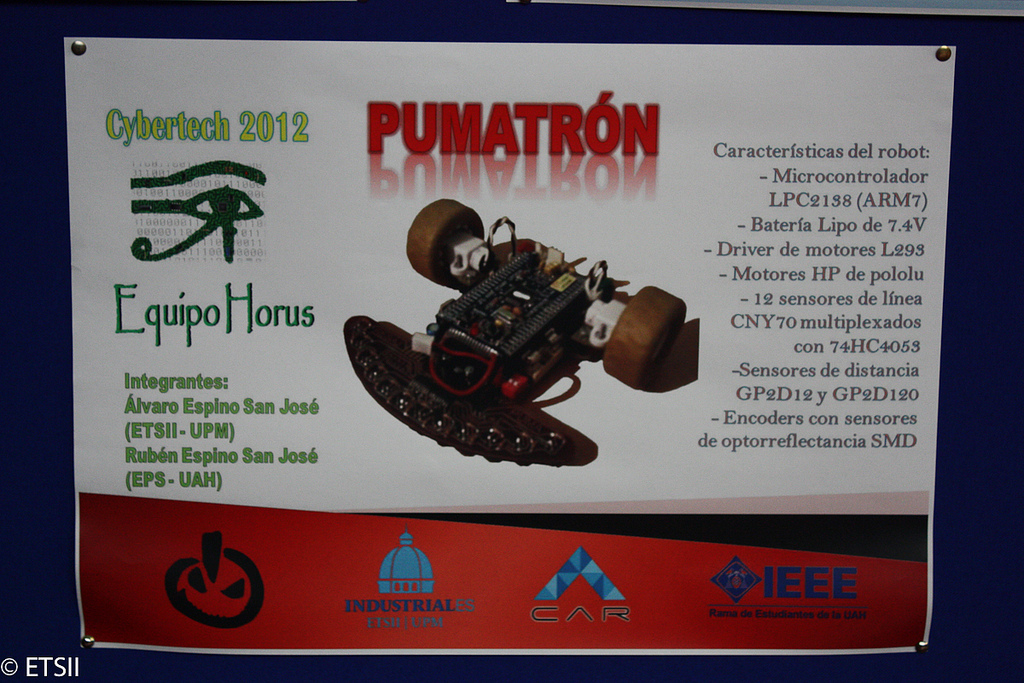 Cybertech 2012
PUMATRÓN
Equipo Horus
Integrantes:
Álvaro Espino San José
(ETSII - UPM)
Rubén Espino San José
(EPS - UAH)
Características del robot:
- Microcontrolador
LPC2138 (ARM7)
- Batería Lipo de 7.4V
- Driver de motores L293
- Motores HP de pololu
- 12 sensores de línea
CNY70 multiplexados
con 74HC4053
-Sensores de distancia
GP2D12 y GP2D120
- Encoders con sensores
de optorreflectancia SMD
INDUSTRIALES
ETSII | UPM
CAR
IEEE
Rama de Estudiantes de la UAH
© ETSII